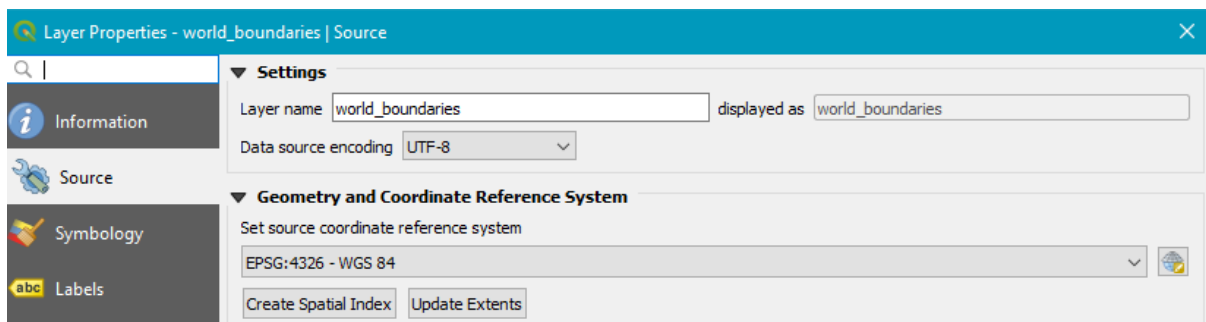 Layer Properties - world_boundaries | Source
Information
Source
Symbology
abc Labels
Settings
Layer name world_boundaries displayed as world_boundaries
Data source encoding UTF-8
Geometry and Coordinate Reference System
Set source coordinate reference system
EPSG:4326 - WGS 84
Create Spatial Index Update Extents